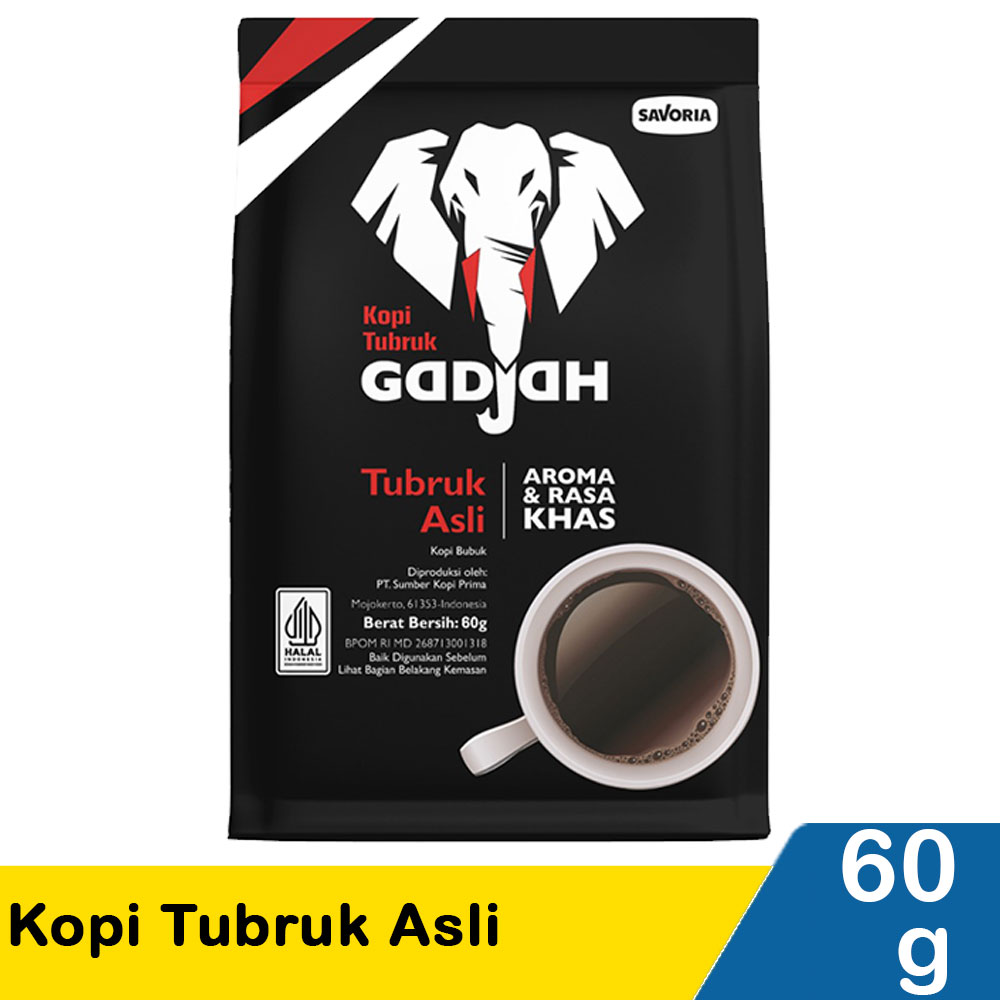 SAVORIA
Kopi
Tubruk
GADJAH
Tubruk
Asli
AROMA
& RASA
KHAS
Kopi Bubuk
Diproduksi oleh:
PT. Sumber Kopi Prima
Mojokerto, 61353-Indonesia
Berat Bersih: 60g
BPOM RI MD 268713001318
Baik Digunakan Sebelum
Lihat Bagian Belakang Kemasan
HALAL
INDONESIA
Kopi Tubruk Asli
60
g